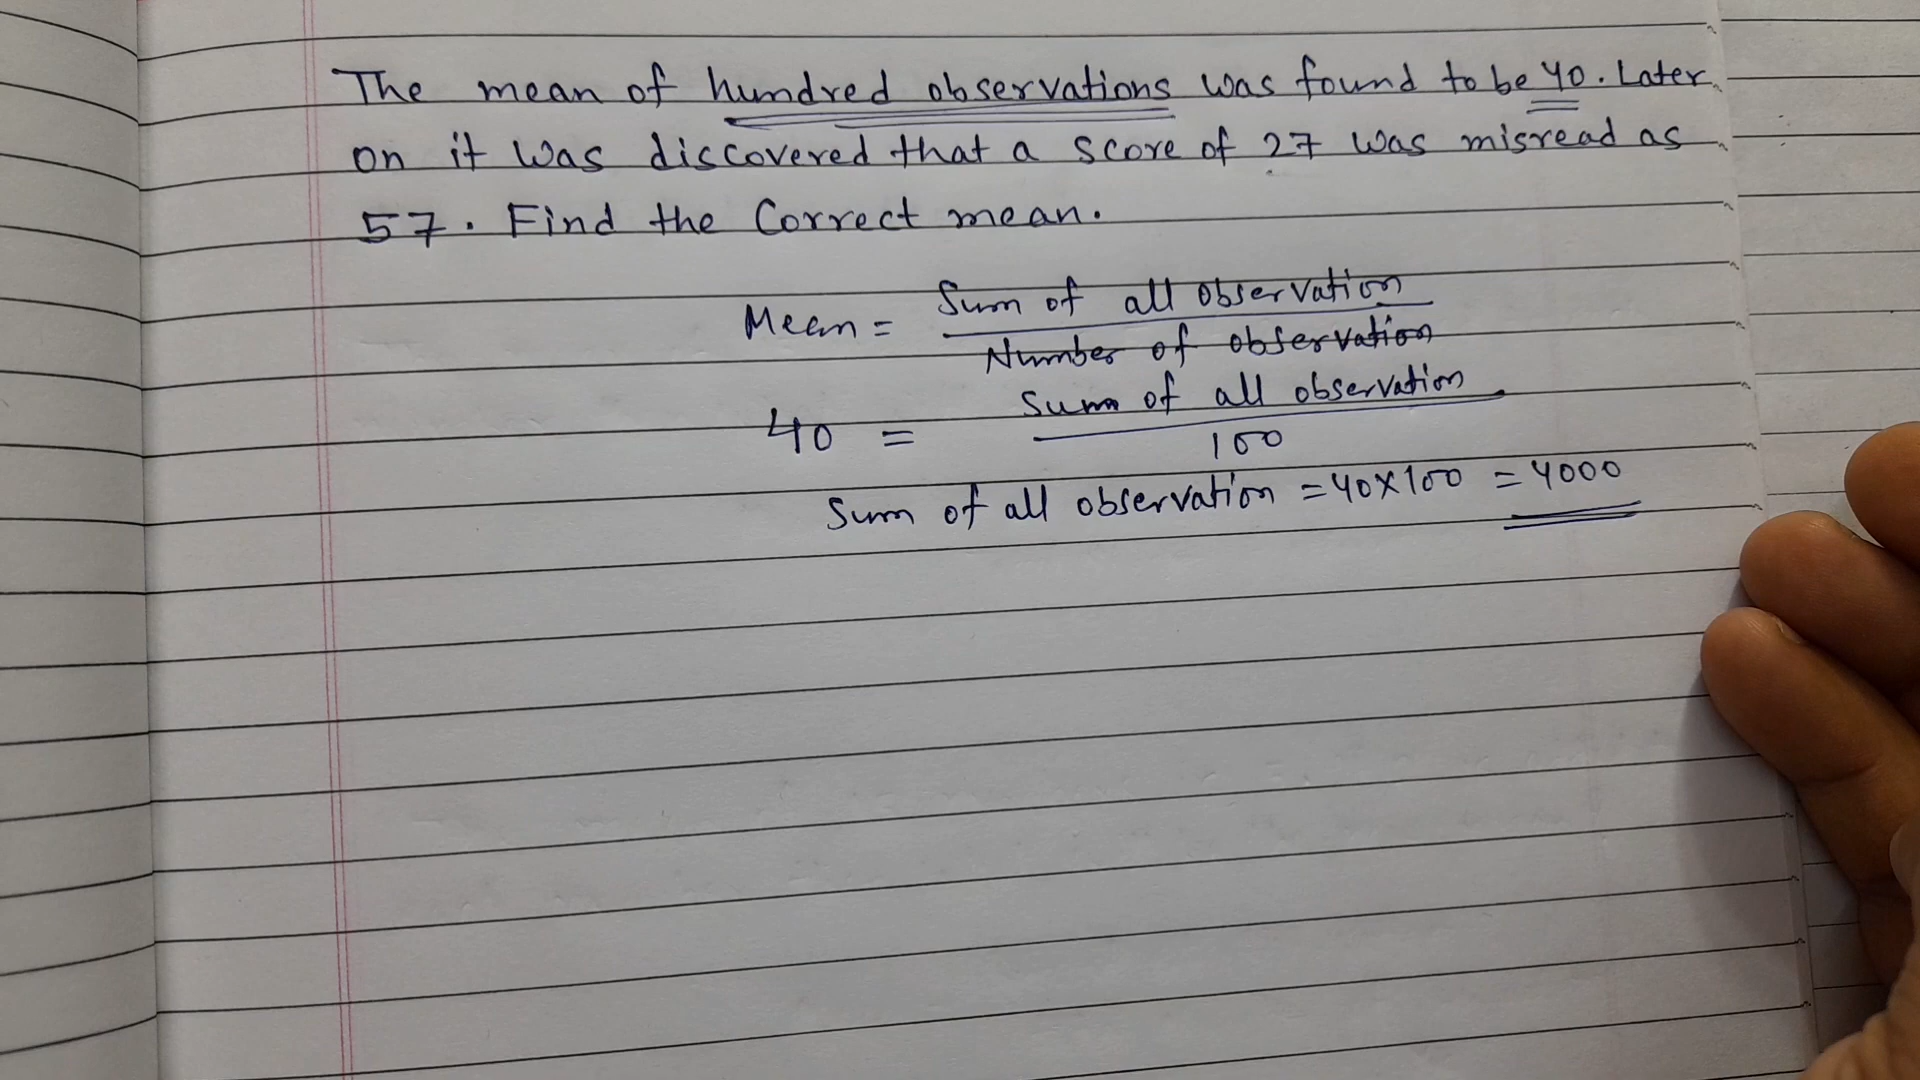 The mean of hundred observations was found to be 40. Later
on it was discovered that a score of 27 was misread as
57. Find the Correct mean.
Mean = Sum of all observation
Number of observation
40 = Sum of all observation
100
Sum of all observation = 40 × 100 = 4000